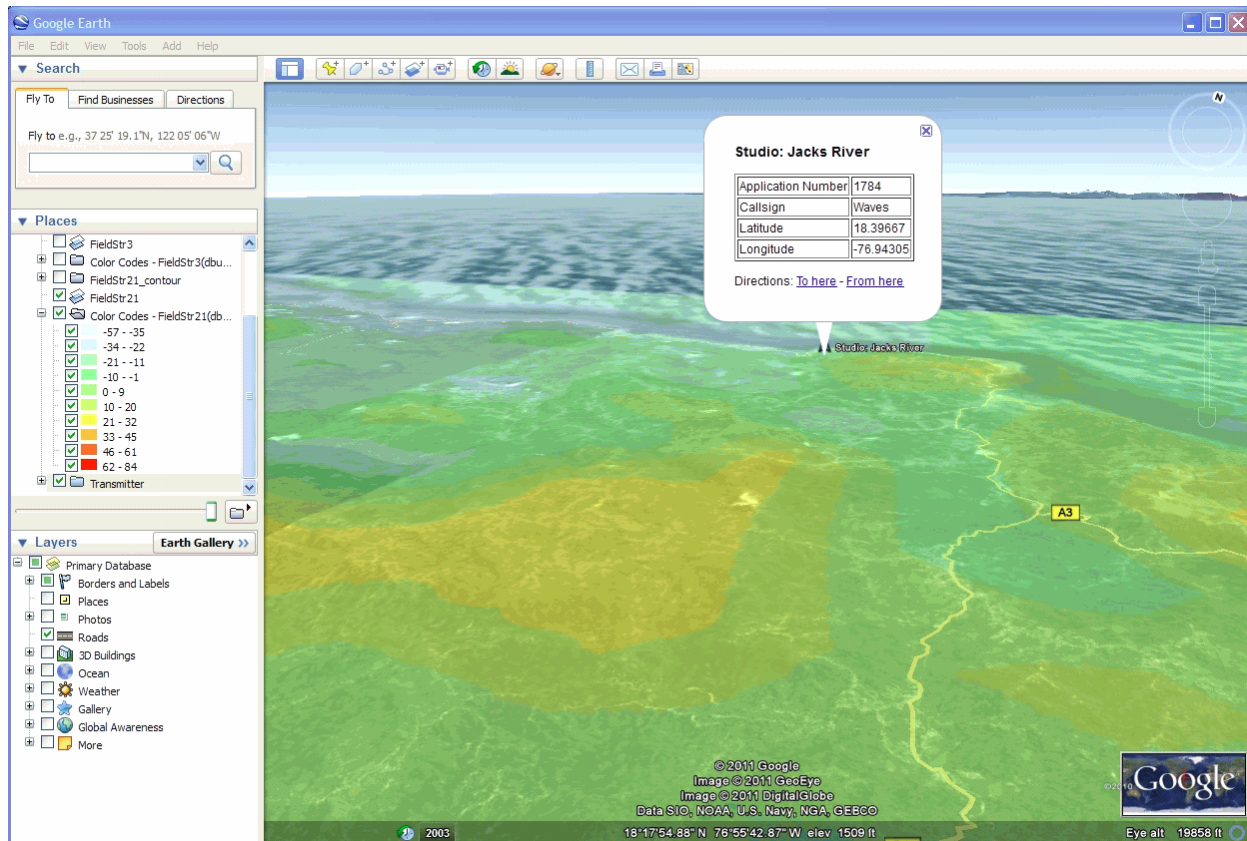 Google Earth
File Edit View Tools Add Help
Search
Fly To Find Businesses Directions
Fly to e.g., 37 25' 19.1"N, 122 05' 06"W
Places
FieldStr3
Color Codes - FieldStr3(dbu...
FieldStr21_contour
FieldStr21
Color Codes - FieldStr21(db...
-57 - -35
-34 - -22
-21 - -11
-10 - -1
0 - 9
10 - 20
21 - 32
33 - 45
46 - 61
62 - 84
Transmitter
Layers
Earth Gallery >>
Primary Database
Borders and Labels
Places
Photos
Roads
3D Buildings
Ocean
Weather
Gallery
Global Awareness
More
N
Studio: Jacks River
Application Number 1784
Callsign Waves
Latitude 18.39667
Longitude -76.94305
Directions: To here - From here
Studio: Jacks River
A3
© 2011 Google
Image © 2011 GeoEye
Image © 2011 DigitalGlobe
Data SIO, NOAA, U.S. Navy, NGA, GEBCO
©2010 Google
2003
18°17'54.88" N 76°55'42.87" W elev 1509 ft
Eye alt 19858 ft